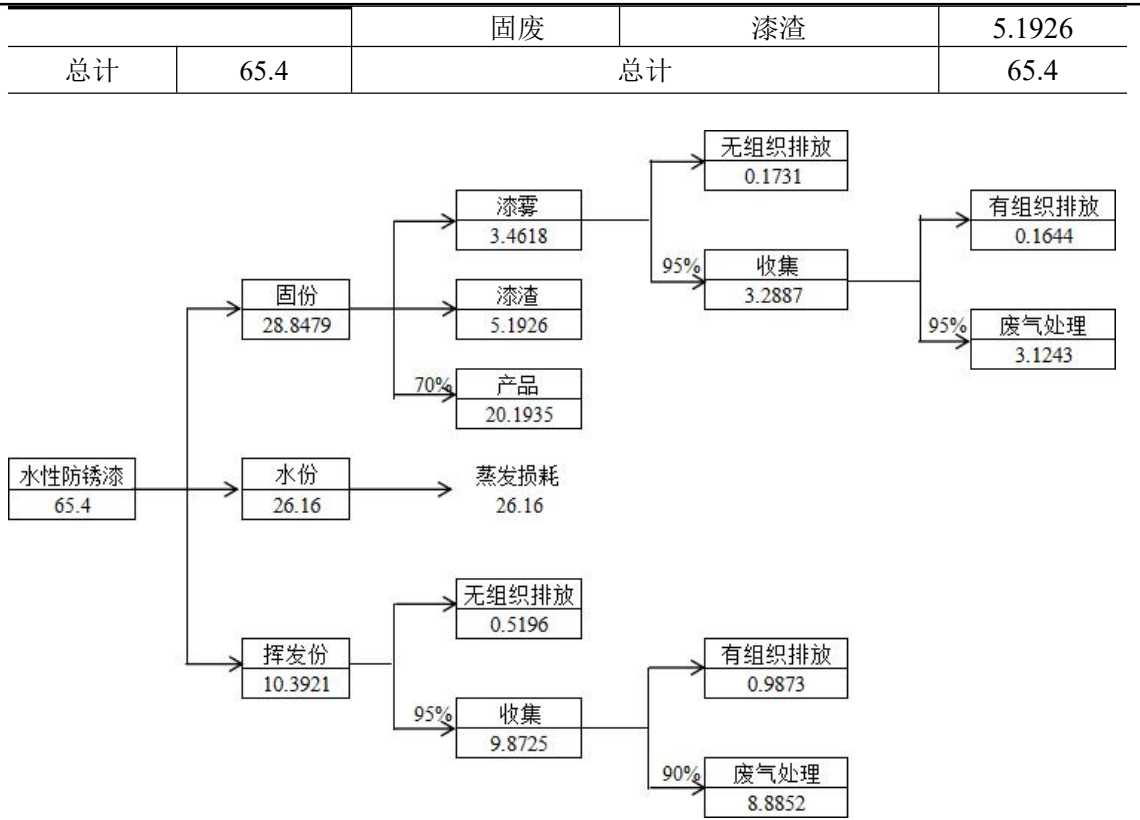 固废 漆渣 5.1926
总计 65.4 总计 65.4
无组织排放
0.1731
漆雾
3.4618
有组织排放
0.1644
95%
收集
3.2887
固份
28.8479
漆渣
5.1926
95%
废气处理
3.1243
70%
产品
20.1935
水性防锈漆
65.4
水份
26.16
蒸发损耗
26.16
无组织排放
0.5196
挥发份
10.3921
有组织排放
0.9873
95%
收集
9.8725
90%
废气处理
8.8852